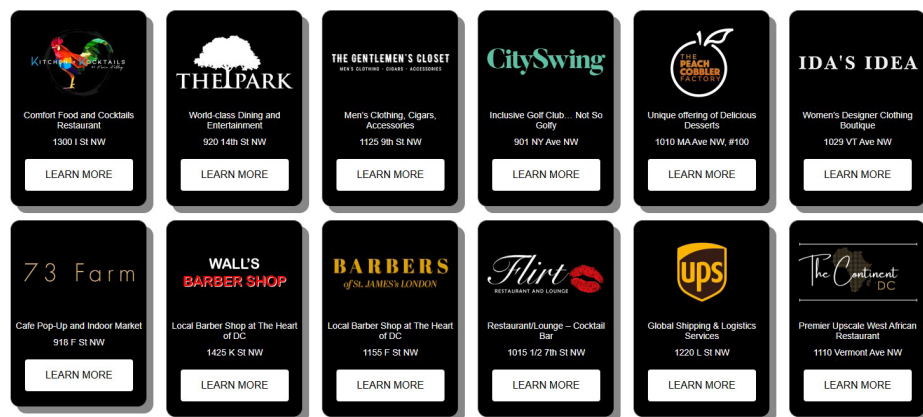 KITCHEN + COCKTAILS
Comfort Food and Cocktails
Restaurant
1300 I St NW
LEARN MORE
THE PARK
World-class Dining and
Entertainment
920 14th St NW
LEARN MORE
THE GENTLEMEN'S CLOSET
MEN'S CLOTHING - CIGARS - ACCESSORIES
Men's Clothing, Cigars,
Accessories
1125 9th St NW
LEARN MORE
CitySwing
Inclusive Golf Club... Not So
Golfy
901 NY Ave NW
LEARN MORE
THE
PEACH
COBBLER
FACTORY
Unique offering of Delicious
Desserts
1010 MA Ave NW, #100
LEARN MORE
IDA'S IDEA
Women's Designer Clothing
Boutique
1029 VT Ave NW
LEARN MORE
73 Farm
Cafe Pop-Up and Indoor Market
918 F St NW
LEARN MORE
WALL'S
BARBER SHOP
Local Barber Shop at The Heart
of DC
1425 K St NW
LEARN MORE
BARBERS
of St. JAMES's LONDON
Local Barber Shop at The Heart
of DC
1155 F St NW
LEARN MORE
Flirt
RESTAURANT AND LOUNGE
Restaurant/Lounge – Cocktail
Bar
1015 1/2 7th St NW
LEARN MORE
ups
Global Shipping & Logistics
Services
1220 L St NW
LEARN MORE
The Continent
DC
Premier Upscale West African
Restaurant
1110 Vermont Ave NW
LEARN MORE